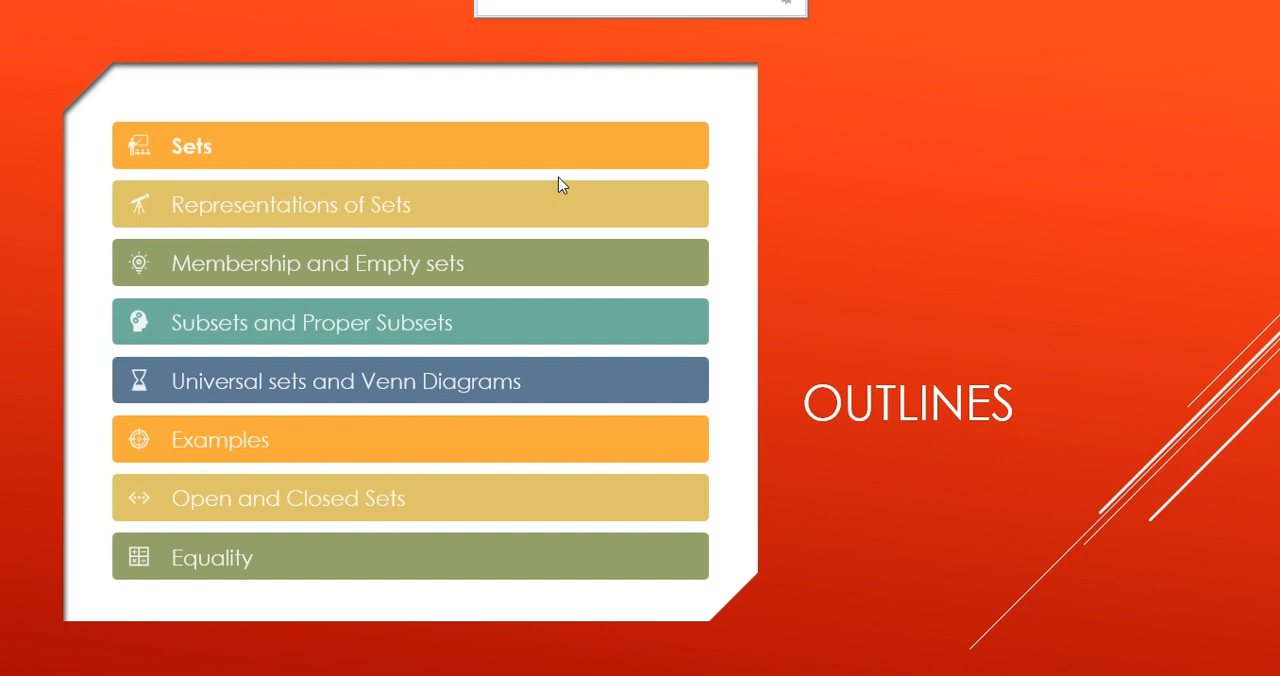 Sets
Representations of Sets
Membership and Empty sets
Subsets and Proper Subsets
Universal sets and Venn Diagrams
Examples
Open and Closed Sets
Equality
OUTLINES